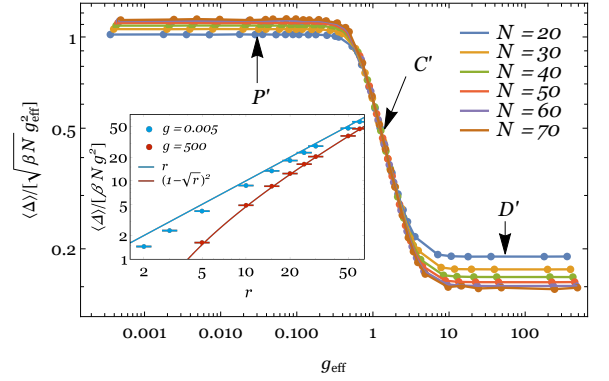 ⟨Δ⟩/[√β N g²eff]
1
0.5
0.2
P′
C′
D′
N = 20
N = 30
N = 40
N = 50
N = 60
N = 70
⟨Δ⟩/[β N g²]
50
20
10
5
2
1
g = 0.005
g = 500
r
(1-√r)²
2 5 10 20 50
r
0.001 0.010 0.100 1 10 100
geff